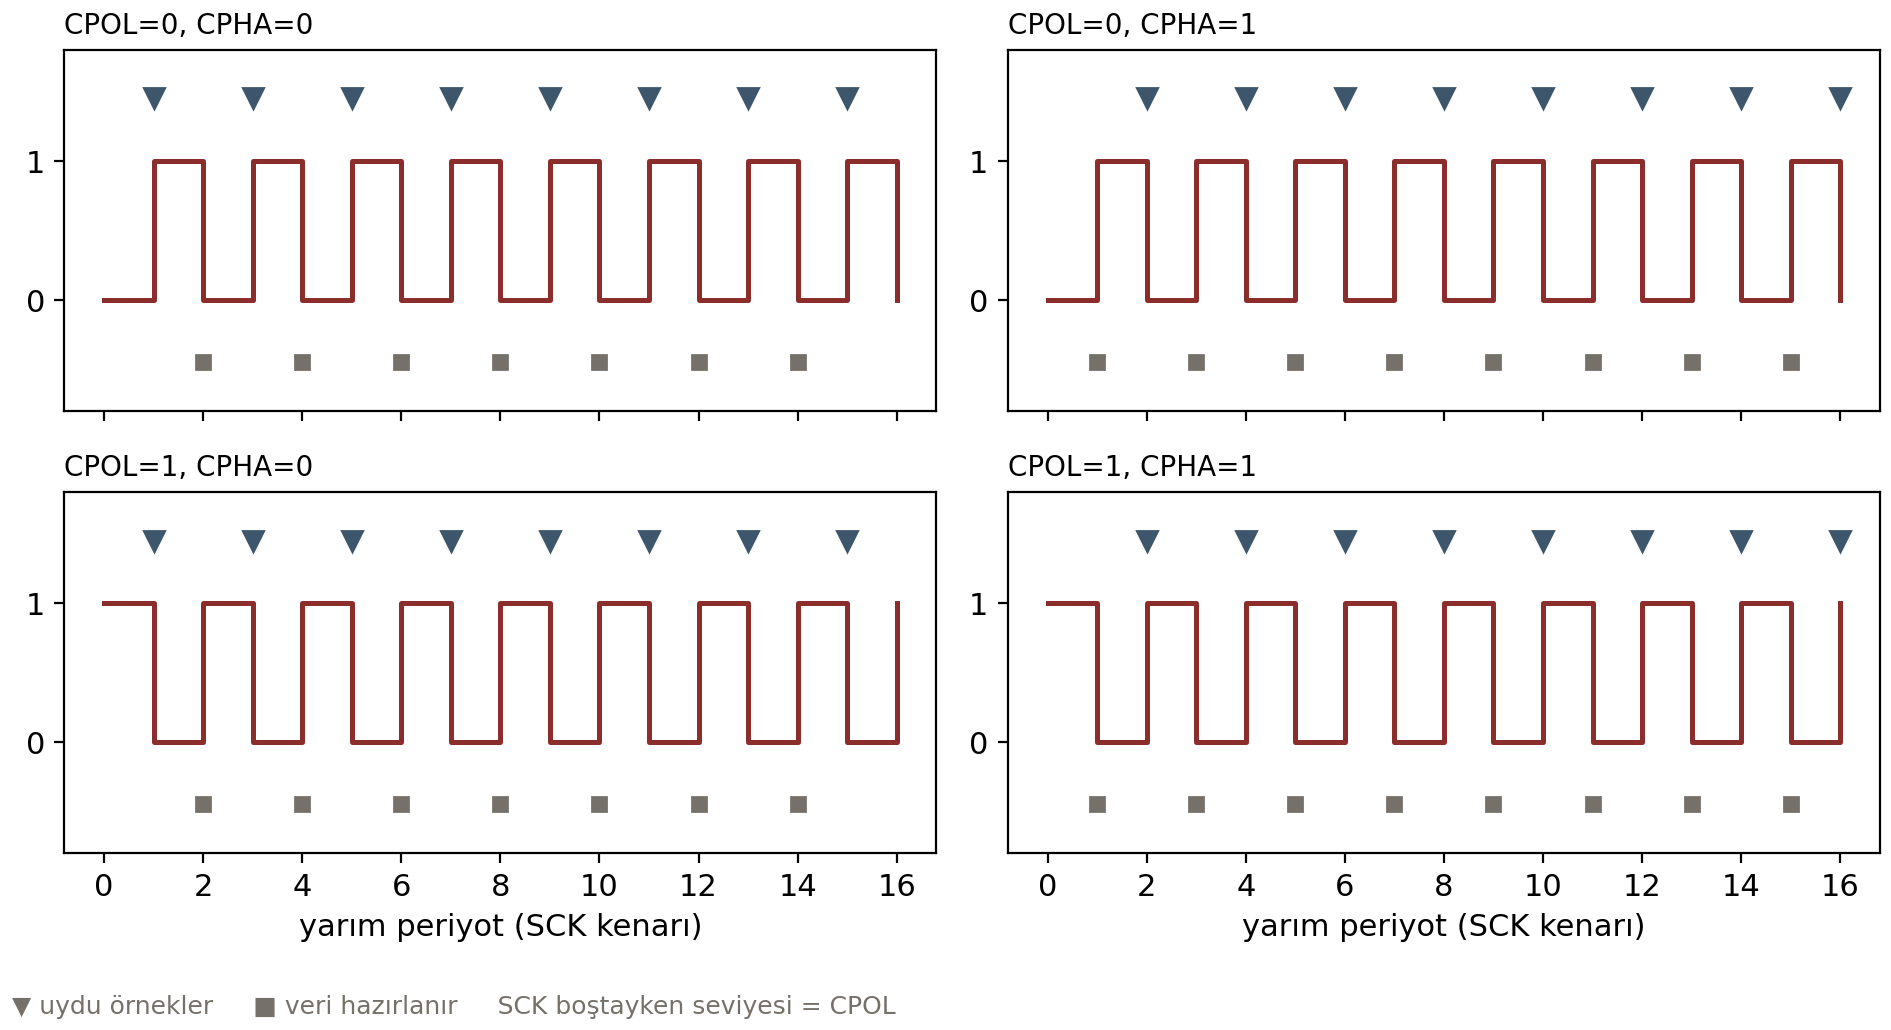 CPOL=0, CPHA=0
CPOL=0, CPHA=1
1
0
1
0
CPOL=1, CPHA=0
CPOL=1, CPHA=1
1
0
1
0
0 2 4 6 8 10 12 14 16
0 2 4 6 8 10 12 14 16
yarım periyot (SCK kenarı)
yarım periyot (SCK kenarı)
▼ uydu örnekler ■ veri hazırlanır SCK boştayken seviyesi = CPOL